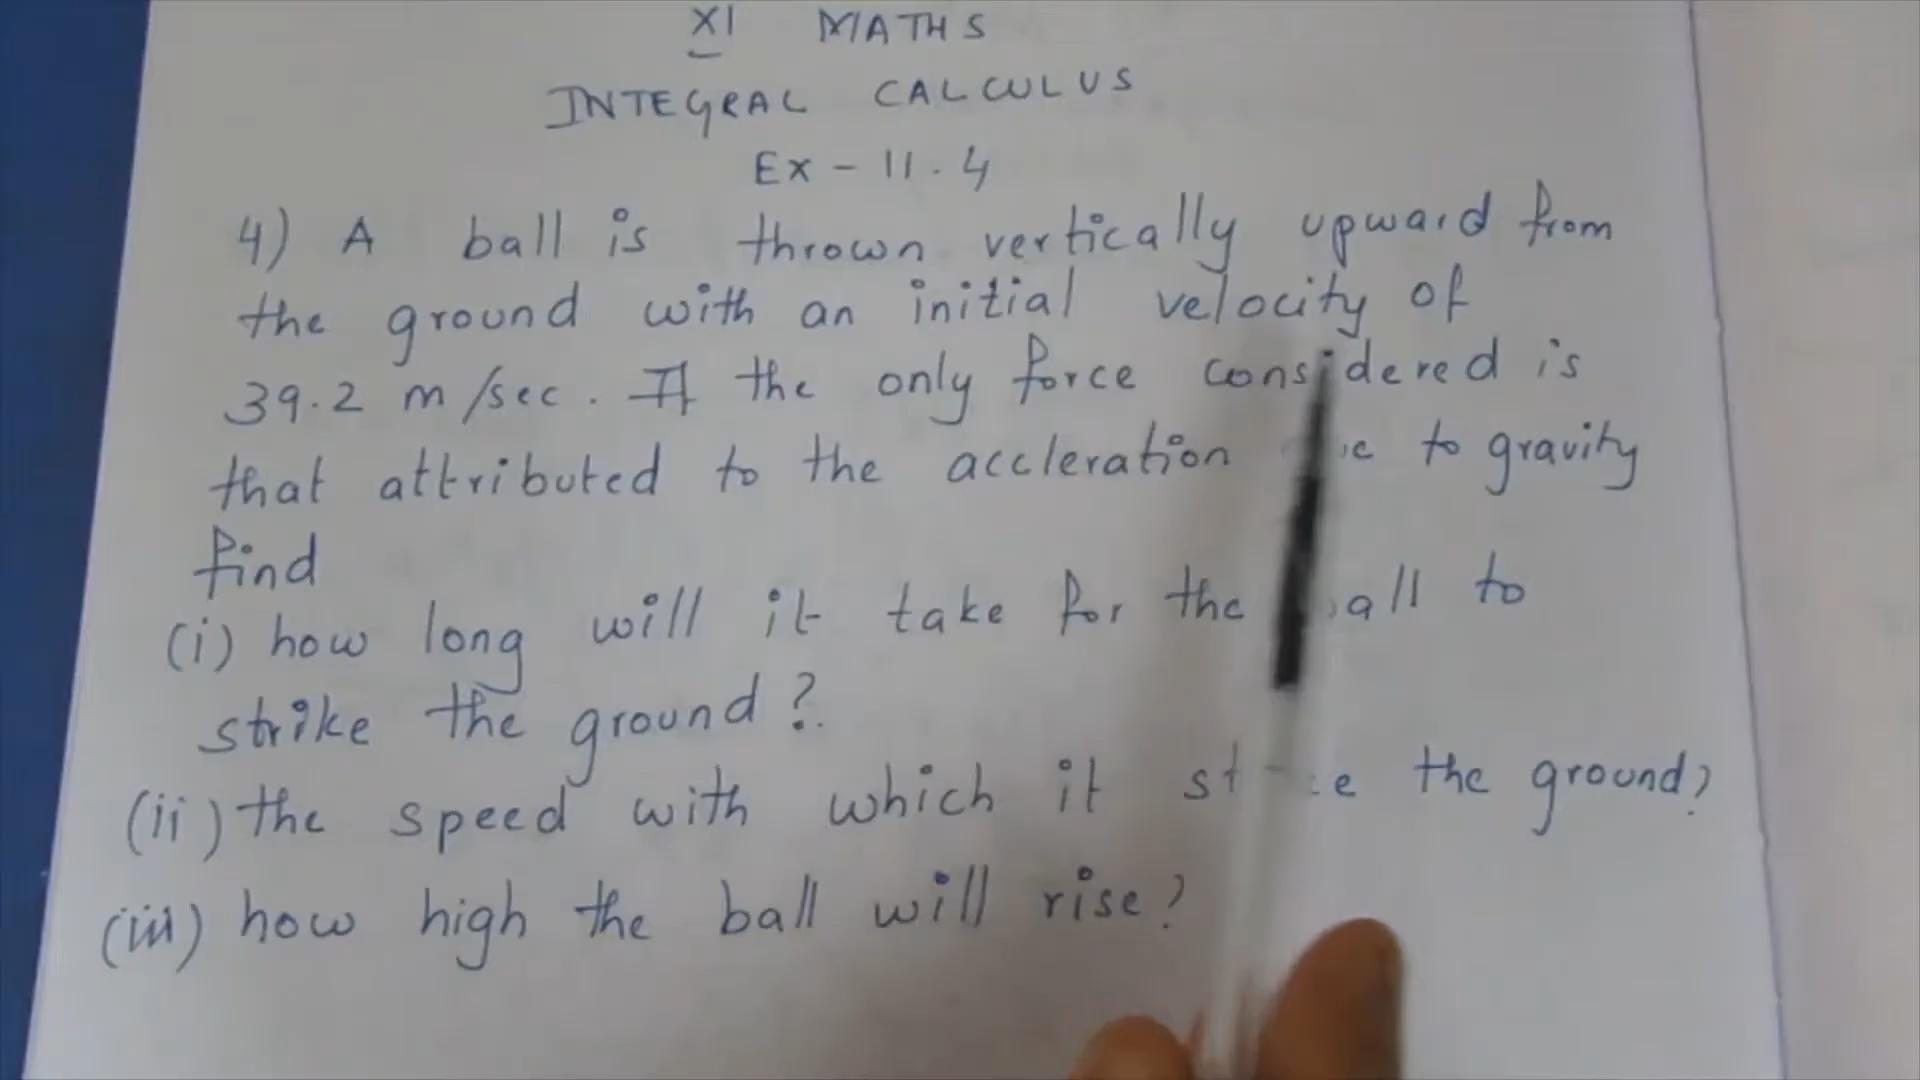 XI MATHS
INTEGRAL CALCULUS
Ex - 11.4
4) A ball is thrown vertically upward from
the ground with an initial velocity of
39.2 m/sec. If the only force considered is
that attributed to the accleration to gravity
find
(i) how long will it take for the ball to
strike the ground?
(ii) the speed with which it the ground?
(iii) how high the ball will rise?